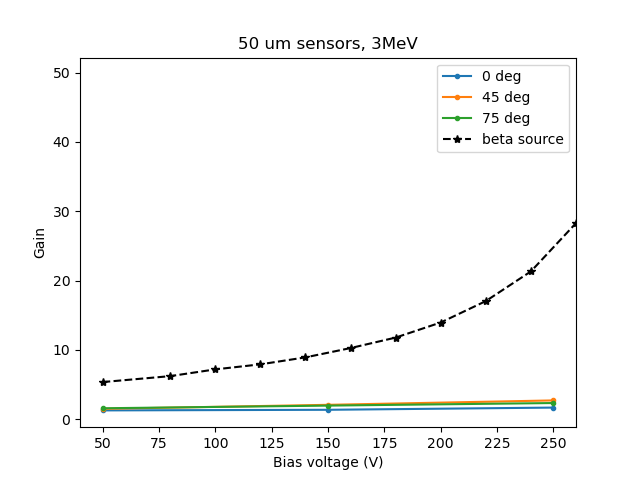 50 um sensors, 3MeV
50
40
30
20
10
0
Gain
0 deg
45 deg
75 deg
beta source
50 75 100 125 150 175 200 225 250
Bias voltage (V)